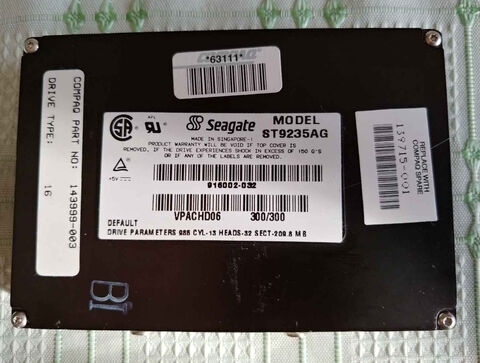 COMPAQ
*63111*
COMPAQ PART NO: 143999-003
DRIVE TYPE: 16
Seagate
MODEL
ST9235AG
MADE IN SINGAPORE-1
PRODUCT WARRANTY WILL BE VOID IF TOP COVER IS
REMOVED, IF THE DRIVE EXPERIENCES SHOCK IN EXCESS OF 150 G'S
OR IF ANY OF THE LABELS ARE REMOVED.
+5V
916002-032
VPACHD06 300/300
DEFAULT
DRIVE PARAMETERS 985 CYL-13 HEADS-32 SECT-209.8 MB
REPLACE WITH
COMPAQ SPARE
139715-001
BI